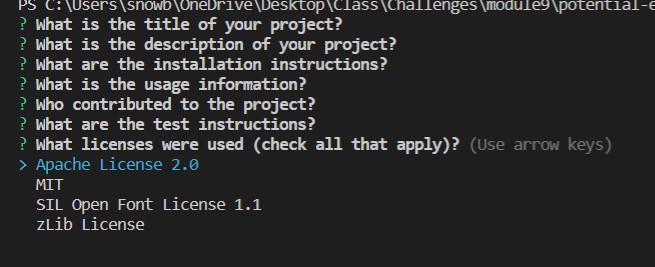 PS C:\Users\snowb\OneDrive\Desktop\Class\Challenges\module9\potential-e
? What is the title of your project?
? What is the description of your project?
? What are the installation instructions?
? What is the usage information?
? Who contributed to the project?
? What are the test instructions?
? What licenses were used (check all that apply)? (Use arrow keys)
> Apache License 2.0
MIT
SIL Open Font License 1.1
zLib License